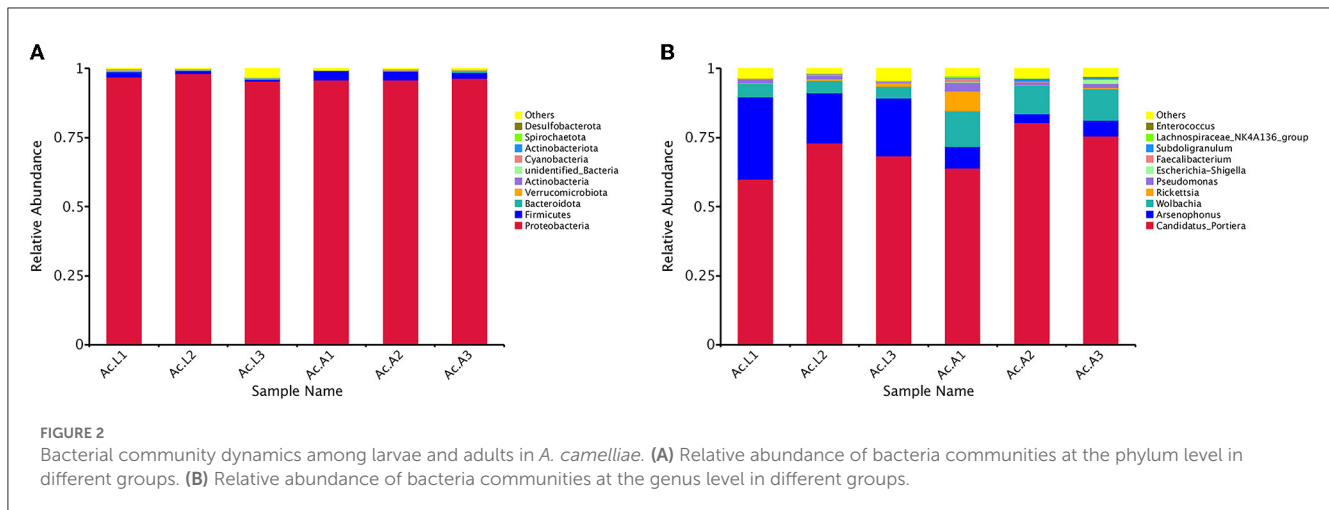 A
1
0.75
0.5
0.25
0
Relative Abundance
Ac.L1
Ac.L2
Ac.L3
Ac.A1
Ac.A2
Ac.A3
Sample Name
Others
Desulfobacterota
Spirochaetota
Actinobacteriota
Cyanobacteria
unidentified_Bacteria
Actinobacteria
Verrucomicrobiota
Bacteroidota
Firmicutes
Proteobacteria
B
1
0.75
0.5
0.25
0
Relative Abundance
Ac.L1
Ac.L2
Ac.L3
Ac.A1
Ac.A2
Ac.A3
Sample Name
Others
Enterococcus
Lachnospiraceae_NK4A136_group
Subdoligranulum
Faecalibacterium
Escherichia-Shigella
Pseudomonas
Rickettsia
Wolbachia
Arsenophonus
Candidatus_Portiera
FIGURE 2
Bacterial community dynamics among larvae and adults in A. camelliae. (A) Relative abundance of bacteria communities at the phylum level in
different groups. (B) Relative abundance of bacteria communities at the genus level in different groups.